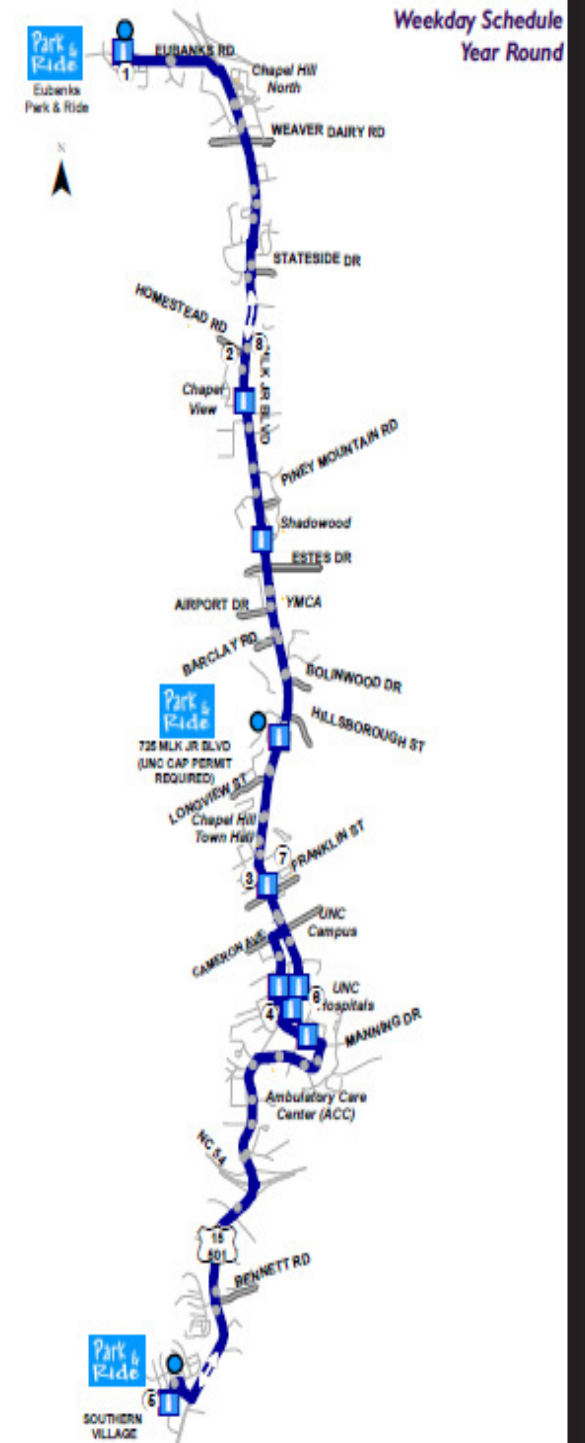 Weekday Schedule
Year Round
Park &
Ride
Eubanks
Park & Ride
1
EUBANKS RD
Chapel Hill
North
N
WEAVER DAIRY RD
STATESIDE DR
HOMESTEAD RD
2
8
MLK JR BLVD
Chapel
View
PINEY MOUNTAIN RD
Shadowood
ESTES DR
AIRPORT DR
YMCA
BARCLAY RD
BOLINWOOD DR
Park &
Ride
HILLSBOROUGH ST
725 MLK JR BLVD
(UNC CAP PERMIT
REQUIRED)
LONGVIEW ST
Chapel Hill
Town Hall
7
FRANKLIN ST
3
UNC
Campus
CAMERON AVE
6
UNC
Hospitals
4
MANNING DR
Ambulatory Care
Center (ACC)
NC 54
15
501
BENNETT RD
Park &
Ride
5
SOUTHERN
VILLAGE